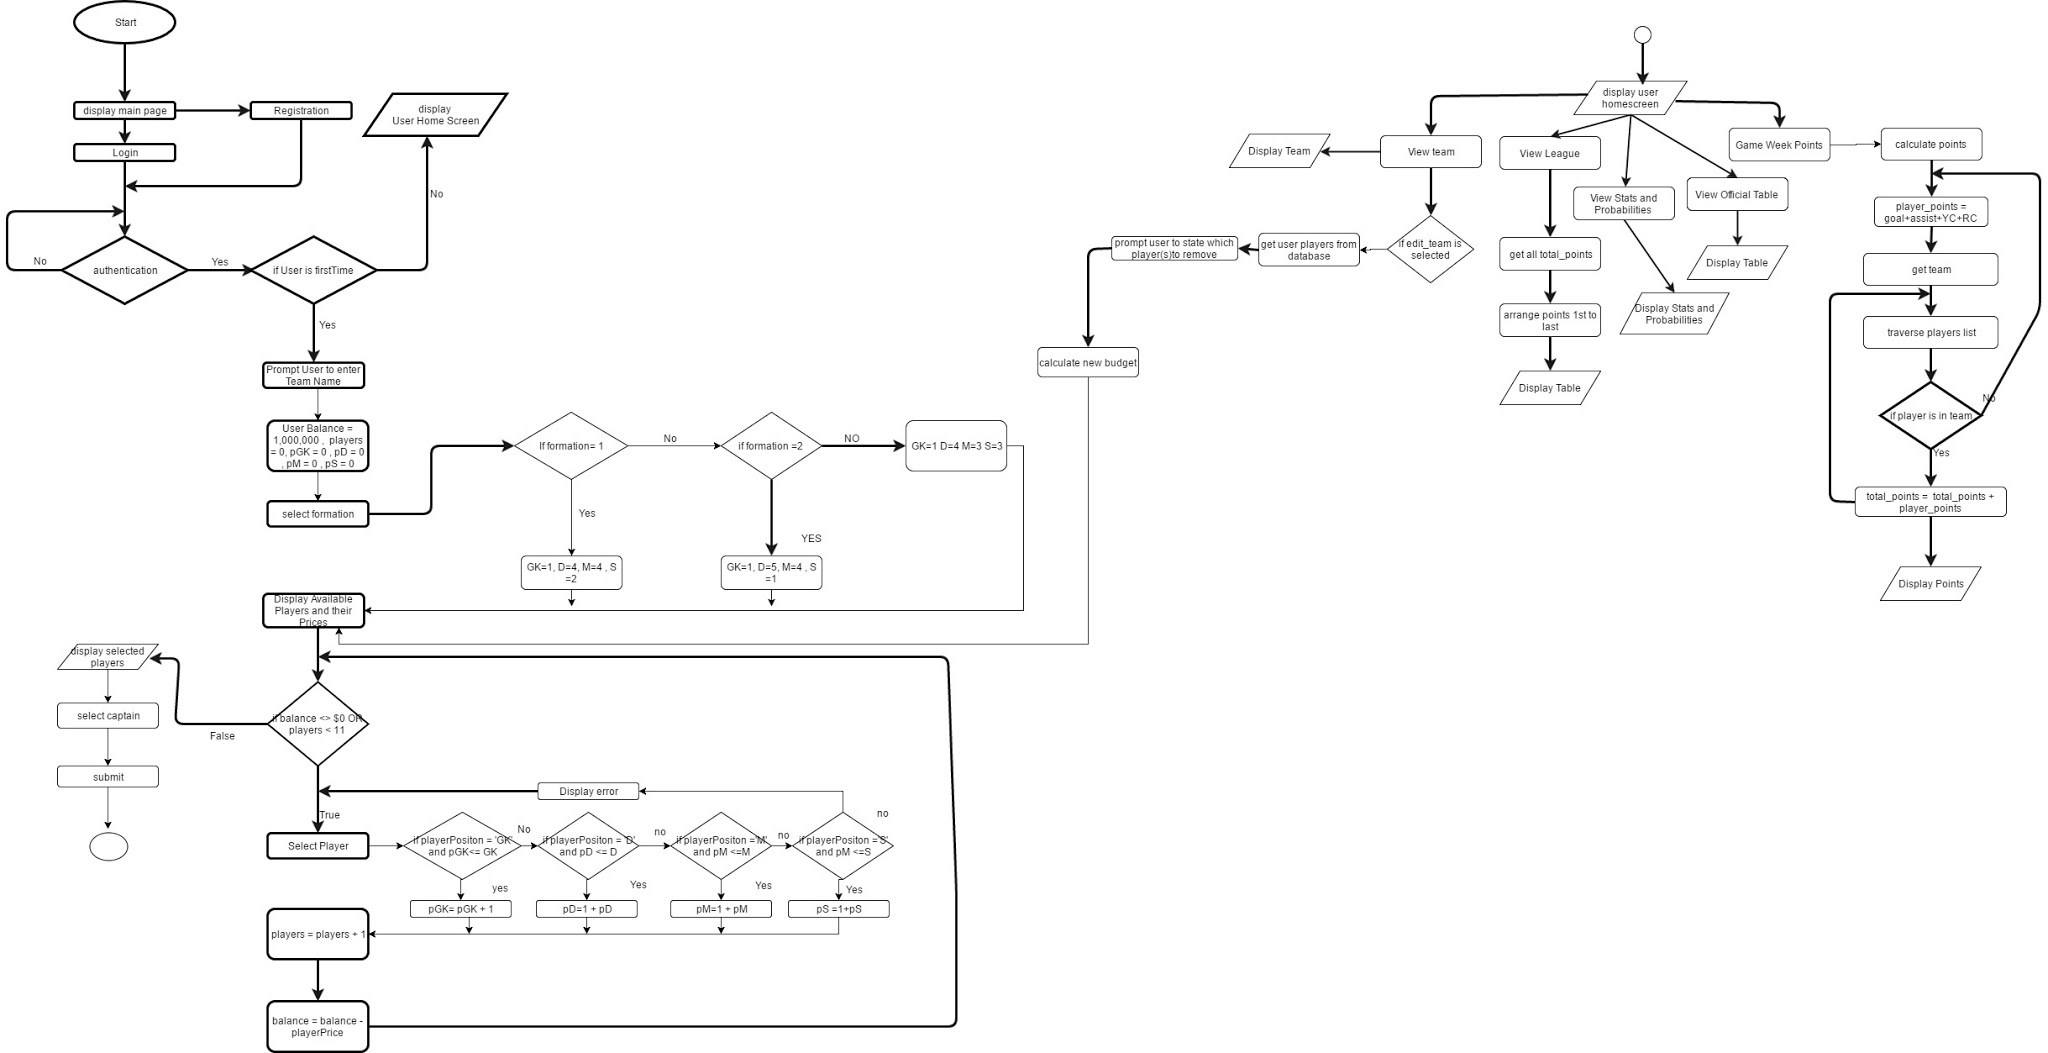 Start
display main page
Registration
Login
display
User Home Screen
No
No
authentication
Yes
if User is firstTime
Yes
Prompt User to enter
Team Name
User Balance =
1,000,000 , players
= 0, pGK = 0 , pD = 0
, pM = 0 , pS = 0
select formation
If formation= 1
No
if formation =2
NO
GK=1 D=4 M=3 S=3
Yes
YES
GK=1, D=4, M=4 , S
=2
GK=1, D=5, M=4 , S
=1
Display Available
Players and their
Prices
display selected
players
select captain
submit
if balance <> $0 OR
players < 11
False
True
Display error
Select Player
if playerPositon = 'GK'
and pGK<= GK
No
if playerPositon = 'D'
and pD <= D
no
if playerPositon ='M'
and pM <=M
no
if playerPositon ='S'
and pM <=S
no
yes
Yes
Yes
Yes
pGK= pGK + 1
pD=1 + pD
pM=1 + pM
pS =1+pS
players = players + 1
balance = balance -
playerPrice
display user
homescreen
Display Team
View team
View League
View Stats and
Probabilities
View Official Table
Game Week Points
calculate points
if edit_team is
selected
get user players from
database
prompt user to state which
player(s)to remove
calculate new budget
get all total_points
arrange points 1st to
last
Display Table
Display Stats and
Probabilities
Display Table
player_points =
goal+assist+YC+RC
get team
traverse players list
if player is in team
No
Yes
total_points = total_points +
player_points
Display Points